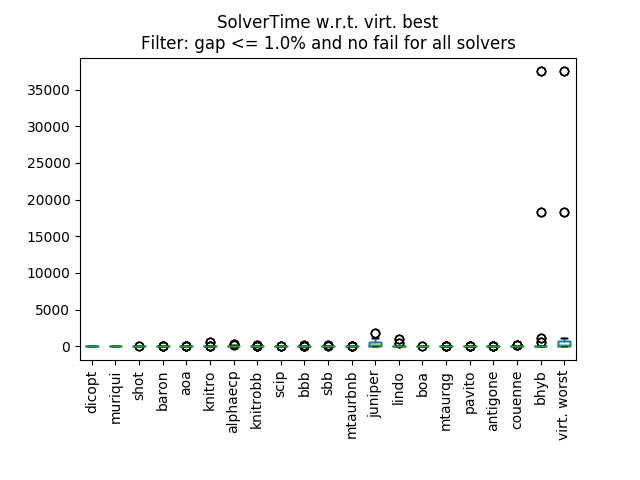 SolverTime w.r.t. virt. best
Filter: gap <= 1.0% and no fail for all solvers
35000
30000
25000
20000
15000
10000
5000
0
dicopt
muriqui
shot
baron
aoa
knitro
alphaecp
knitrobb
scip
bbb
sbb
mtaurbnb
juniper
lindo
boa
mtaurqg
pavito
antigone
couenne
bhyb
virt. worst